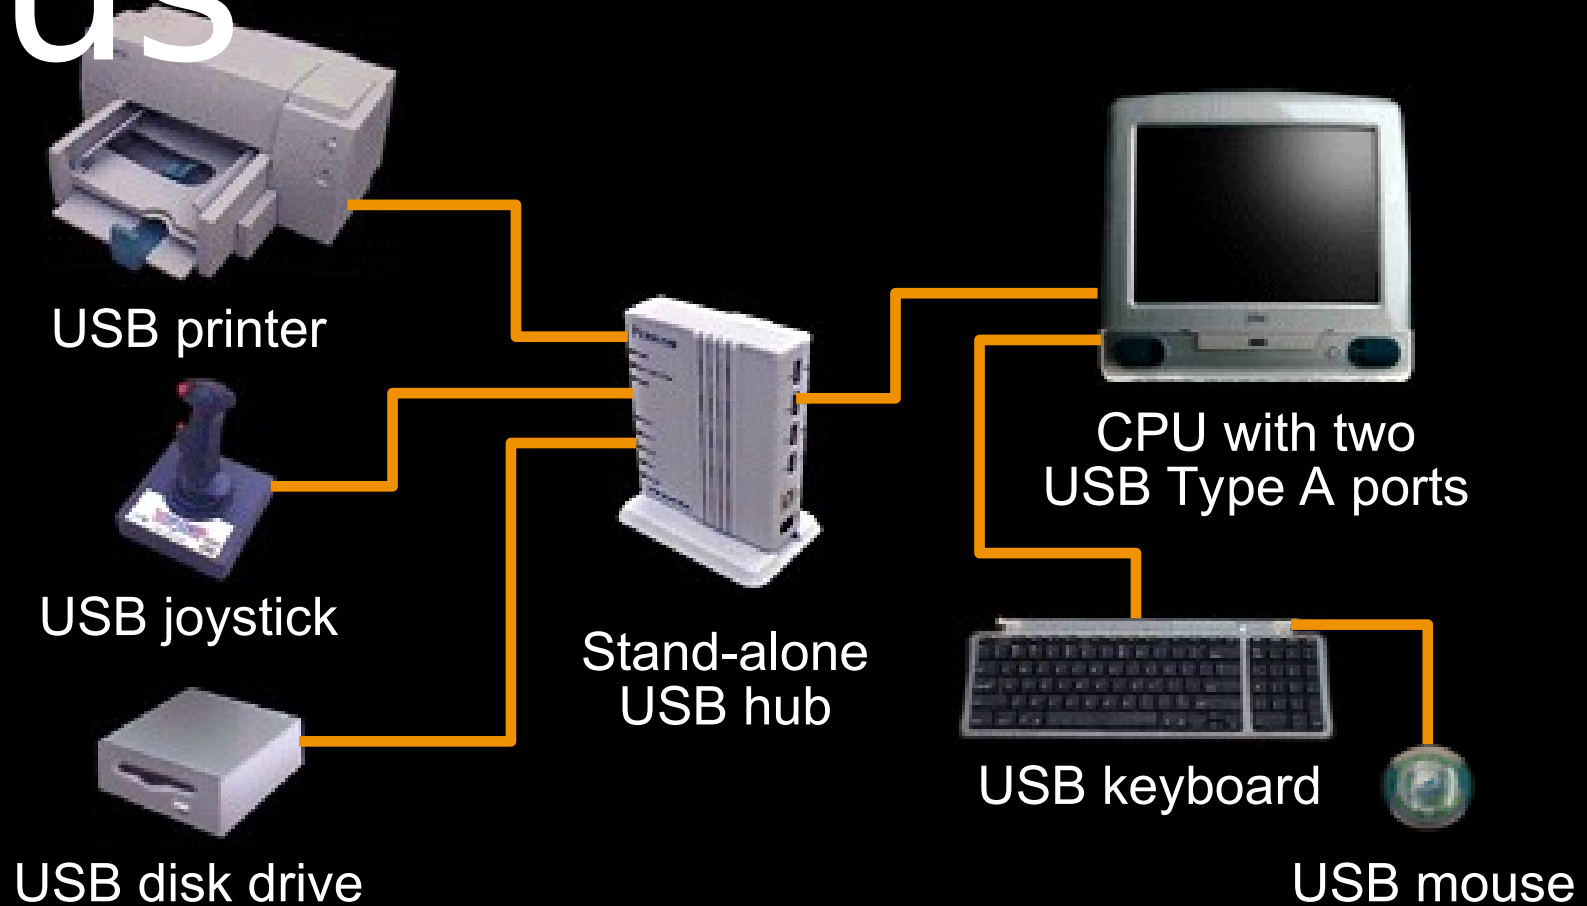 us
USB printer
USB joystick
USB disk drive
Stand-alone
USB hub
CPU with two
USB Type A ports
USB keyboard
USB mouse